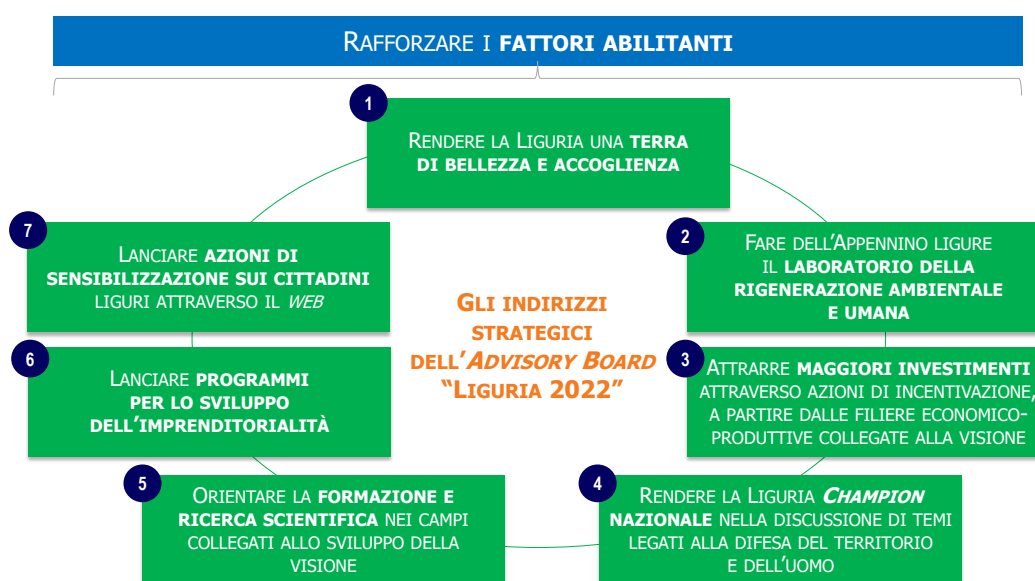 RAFFORZARE I FATTORI ABILITANTI
1
RENDERE LA LIGURIA UNA TERRA
DI BELLEZZA E ACCOGLIENZA
2
FARE DELL'APPENNINO LIGURE
IL LABORATORIO DELLA
RIGENERAZIONE AMBIENTALE
E UMANA
3
ATTRARRE MAGGIORI INVESTIMENTI
ATTRAVERSO AZIONI DI INCENTIVAZIONE,
A PARTIRE DALLE FILIERE ECONOMICO-
PRODUTTIVE COLLEGATE ALLA VISIONE
4
RENDERE LA LIGURIA CHAMPION
NAZIONALE NELLA DISCUSSIONE DI TEMI
LEGATI ALLA DIFESA DEL TERRITORIO
E DELL'UOMO
5
ORIENTARE LA FORMAZIONE E
RICERCA SCIENTIFICA NEI CAMPI
COLLEGATI ALLO SVILUPPO DELLA
VISIONE
6
LANCIARE PROGRAMMI
PER LO SVILUPPO
DELL'IMPRENDITORIALITÀ
7
LANCIARE AZIONI DI
SENSIBILIZZAZIONE SUI CITTADINI
LIGURI ATTRAVERSO IL WEB
GLI INDIRIZZI
STRATEGICI
DELL'ADVISORY BOARD
"LIGURIA 2022"